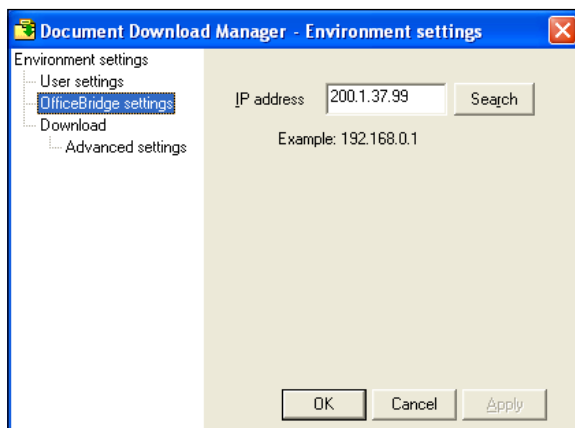 Document Download Manager - Environment settings
Environment settings
User settings
OfficeBridge settings
Download
Advanced settings
IP address 200.1.37.99 Search
Example: 192.168.0.1
OK Cancel Apply